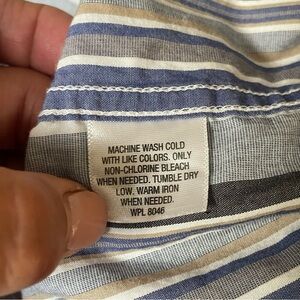 MACHINE WASH COLD
WITH LIKE COLORS. ONLY
NON-CHLORINE BLEACH
WHEN NEEDED. TUMBLE DRY
LOW. WARM IRON
WHEN NEEDED.
WPL 8046